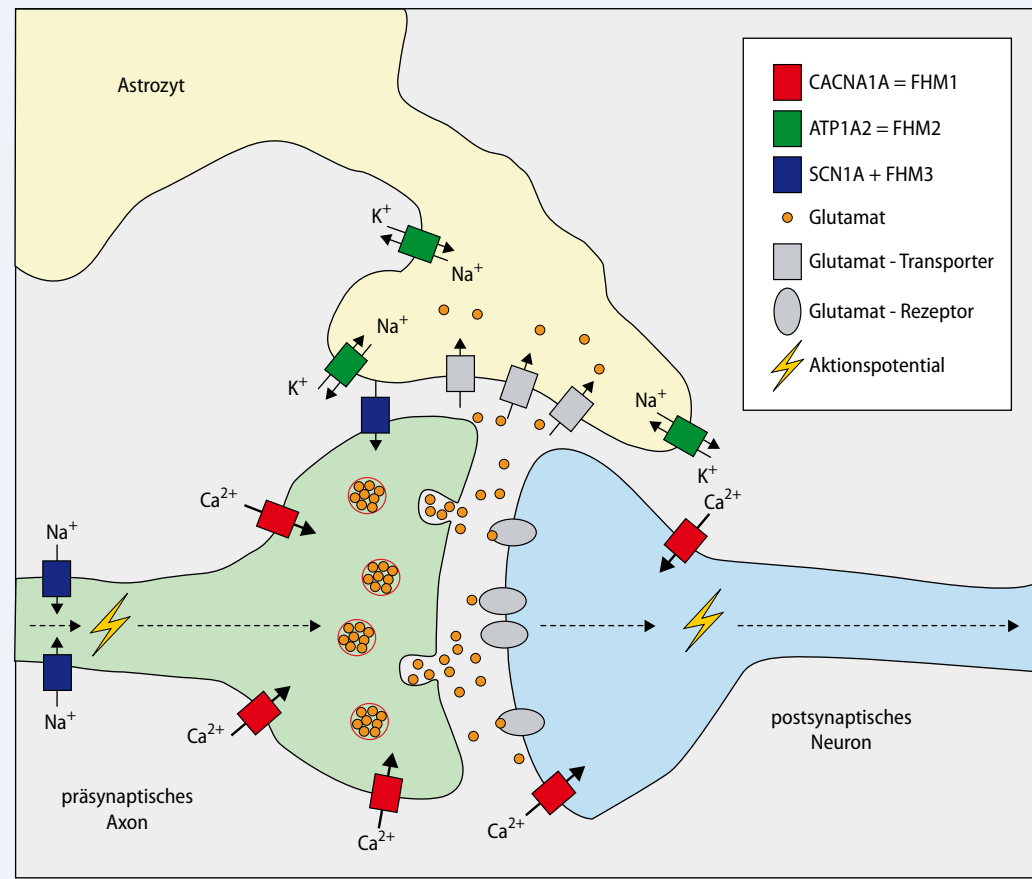 Astrozyt
CACNA1A = FHM1
ATP1A2 = FHM2
SCN1A + FHM3
Glutamat
Glutamat - Transporter
Glutamat - Rezeptor
Aktionspotential
K⁺
Na⁺
Na⁺
K⁺
Na⁺
K⁺
Ca²⁺
Ca²⁺
Na⁺
Na⁺
Ca²⁺
Ca²⁺
Ca²⁺
präsynaptisches
Axon
postsynaptisches
Neuron